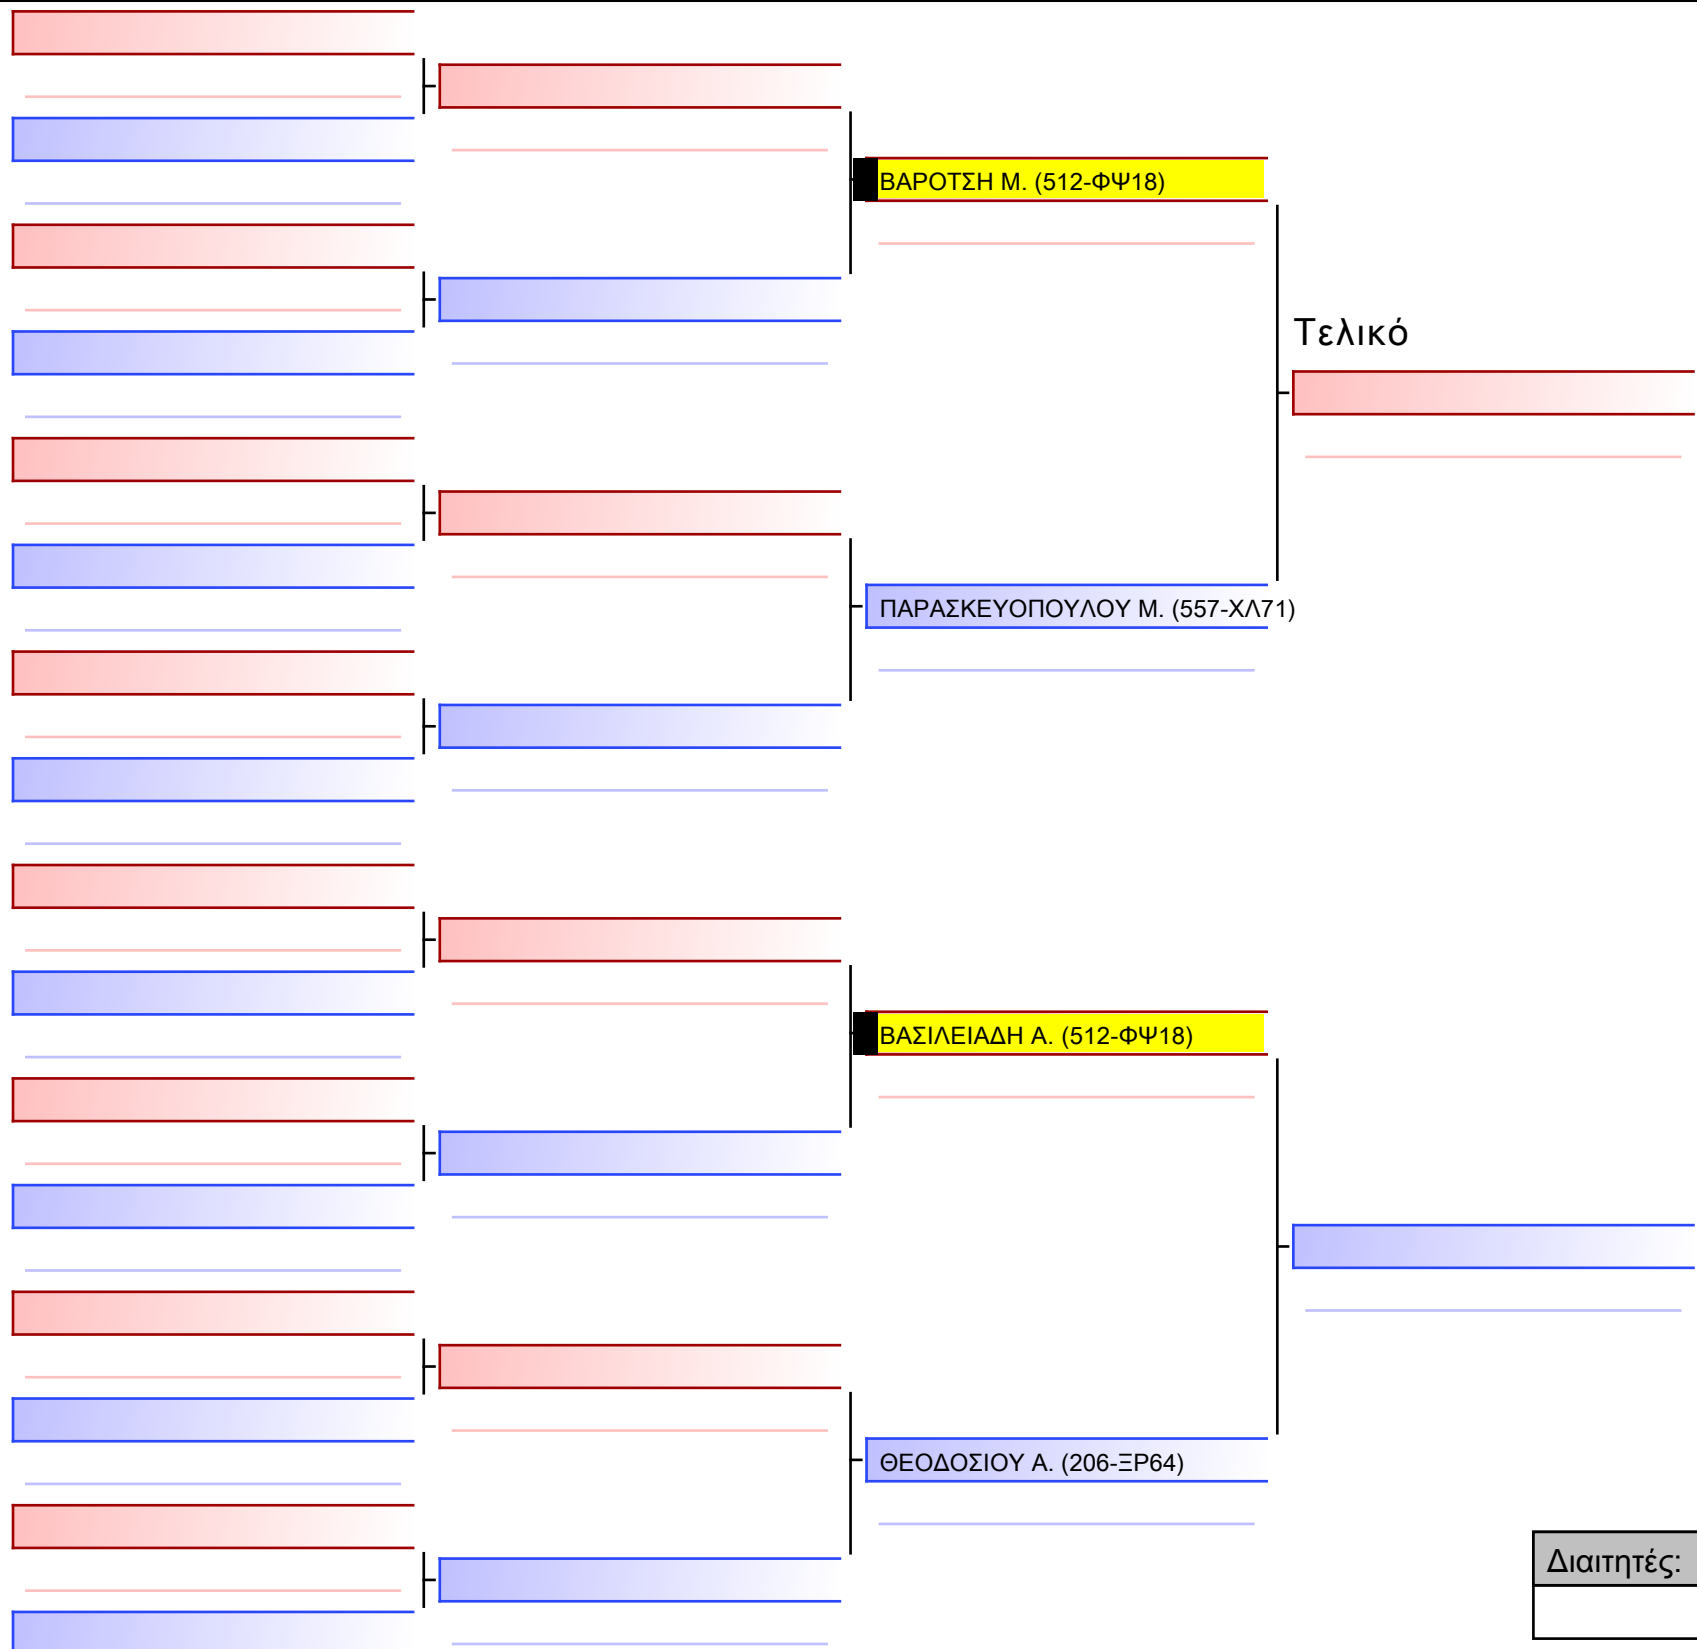 ΒΑΡΟΤΣΗ Μ. (512-ΦΨ18)
Τελικό
ΠΑΡΑΣΚΕΥΟΠΟΥΛΟΥ Μ. (557-ΧΛ71)
ΒΑΣΙΛΕΙΑΔΗ Α. (512-ΦΨ18)
ΘΕΟΔΟΣΙΟΥ Α. (206-ΞΡ64)
Διαιτητές: